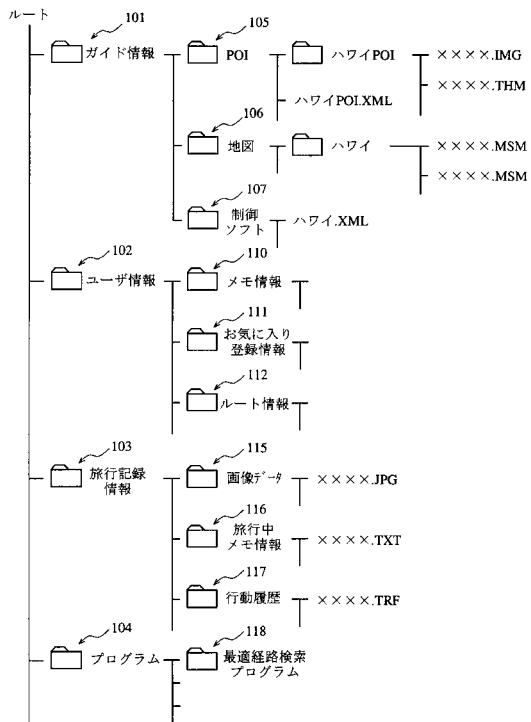 ルート
101
ガイド情報
105
POI
ハワイPOI
××××.IMG
××××.THM
ハワイPOI.XML
106
地図
ハワイ
××××.MSM
××××.MSM
107
制御
ソフト
ハワイ.XML
102
ユーザ情報
110
メモ情報
111
お気に入り
登録情報
112
ルート情報
103
旅行記録
情報
115
画像データ
××××.JPG
116
旅行中
メモ情報
××××.TXT
117
行動履歴
××××.TRF
104
プログラム
118
最適経路検索
プログラム